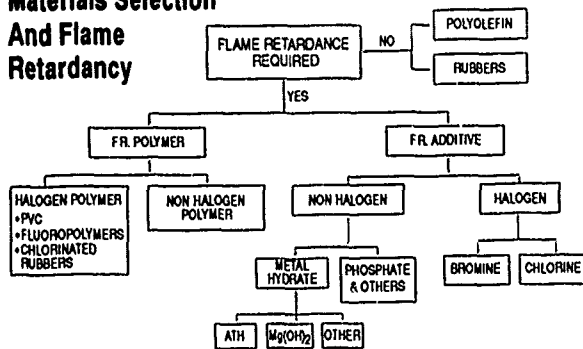 Materials Selection
And Flame
Retardancy
FLAME RETARDANCE
REQUIRED
NO
POLYOLEFIN
RUBBERS
YES
F.R. POLYMER
F.R. ADDITIVE
HALOGEN POLYMER
•PVC
•FLUOROPOLYMERS
•CHLORINATED
RUBBERS
NON HALOGEN
POLYMER
NON HALOGEN
HALOGEN
METAL
HYDRATE
PHOSPHATE
& OTHERS
BROMINE
CHLORINE
ATH
Mg(OH)2
OTHER